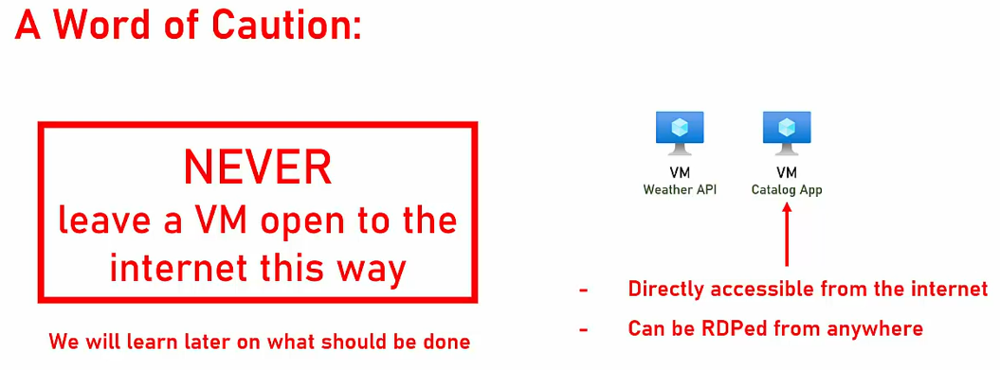 A Word of Caution:
NEVER
leave a VM open to the
internet this way
We will learn later on what should be done
VM
Weather API
VM
Catalog App
- Directly accessible from the internet
- Can be RDPed from anywhere